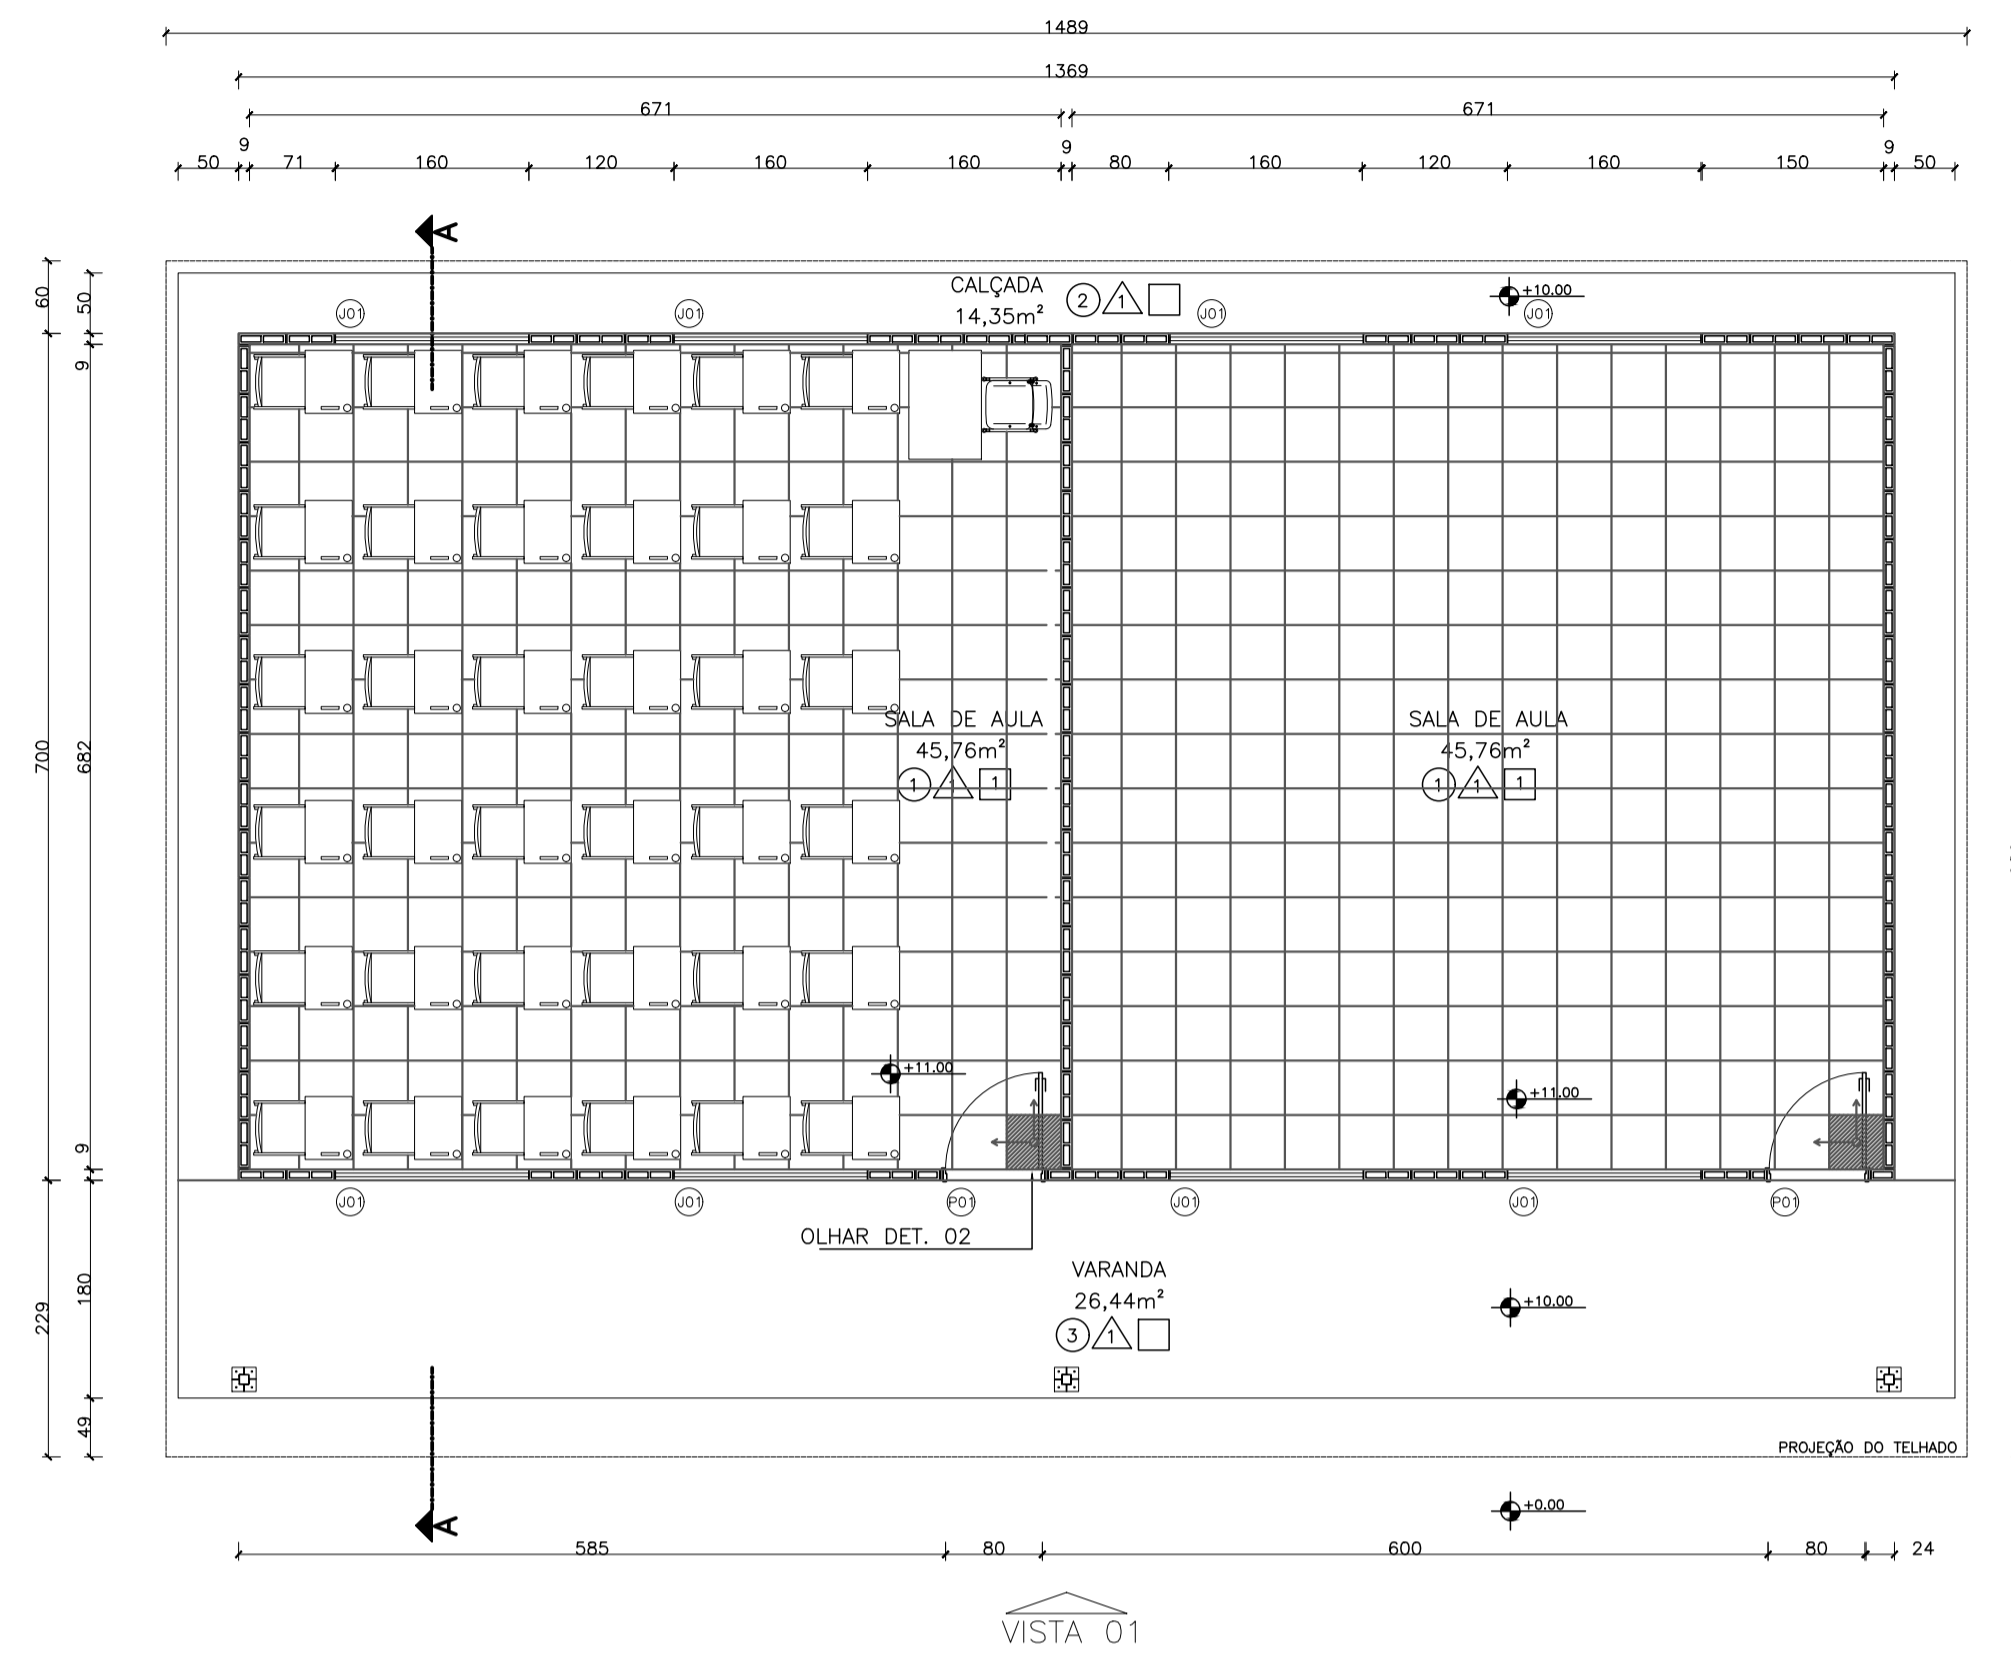 1489
1369
671 671
9 9 9
50 71 160 120 160 160 80 160 120 160 150 50
A
60
50
CALÇADA
14,35m²
2 1
+10.00
J01 J01 J01 J01
9
SALA DE AULA
45,76m²
1 1 1
SALA DE AULA
45,76m²
1 1 1
700
682
+11.00
+11.00
9
J01 J01 P01 J01 J01 P01
OLHAR DET. 02
VARANDA
26,44m²
3 1
+10.00
180
229
49
PROJEÇÃO DO TELHADO
+0.00
A
585 80 600 80 24
VISTA 01